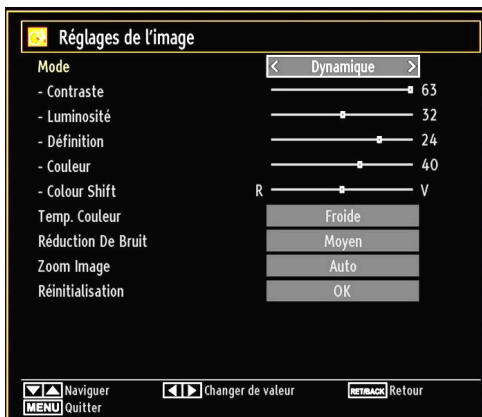 Réglages de l'image
Mode < Dynamique >
- Contraste 63
- Luminosité 32
- Définition 24
- Couleur 40
- Colour Shift R V
Temp. Couleur Froide
Réduction De Bruit Moyen
Zoom Image Auto
Réinitialisation OK
Naviguer Changer de valeur RET/BACK Retour
MENU Quitter